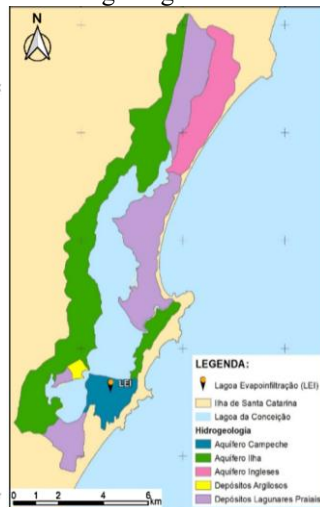 N
LEI
LEGENDA:
Lagoa Evapoinfiltração (LEI)
Ilha de Santa Catarina
Lagoa da Conceição
Hidrogeologia
Aquífero Campeche
Aquífero Ilha
Aquífero Ingleses
Depósitos Argilosos
Depósitos Lagunares Praiais
0 1 2 4 6
km